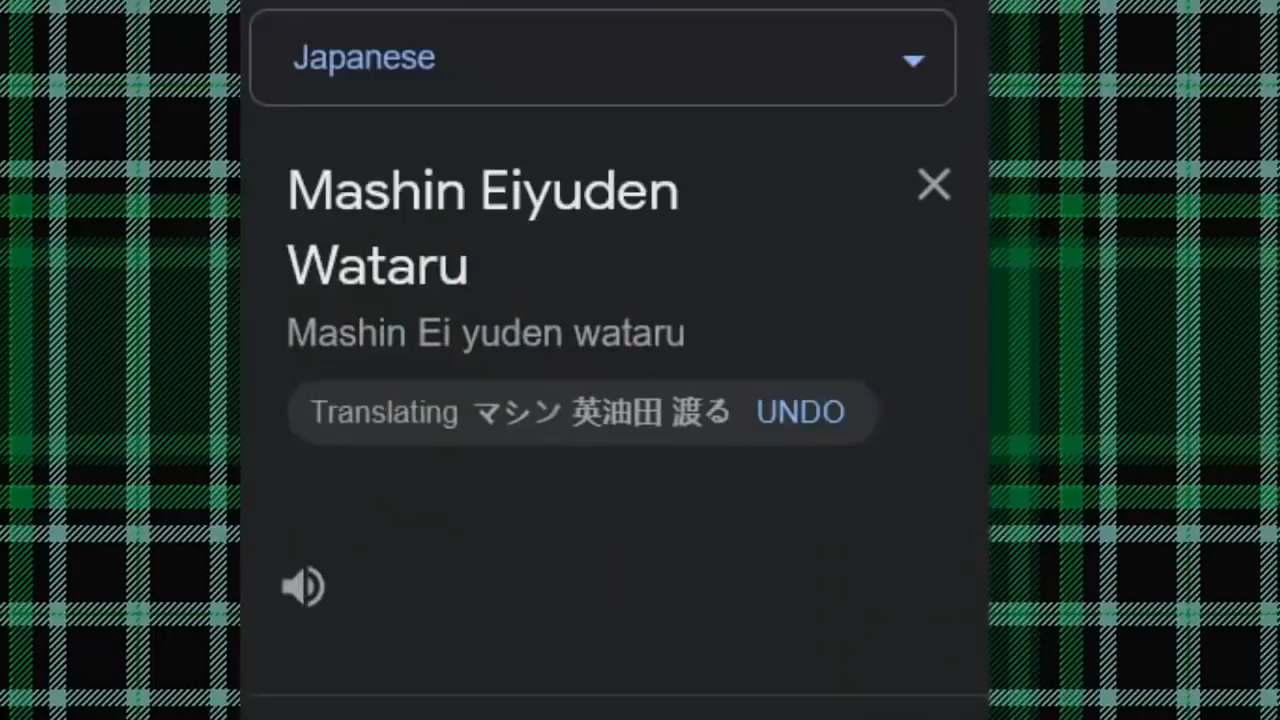 Japanese
Mashin Eiyuden
Wataru
Mashin Ei yuden wataru
Translating マシン 英油田 渡る UNDO